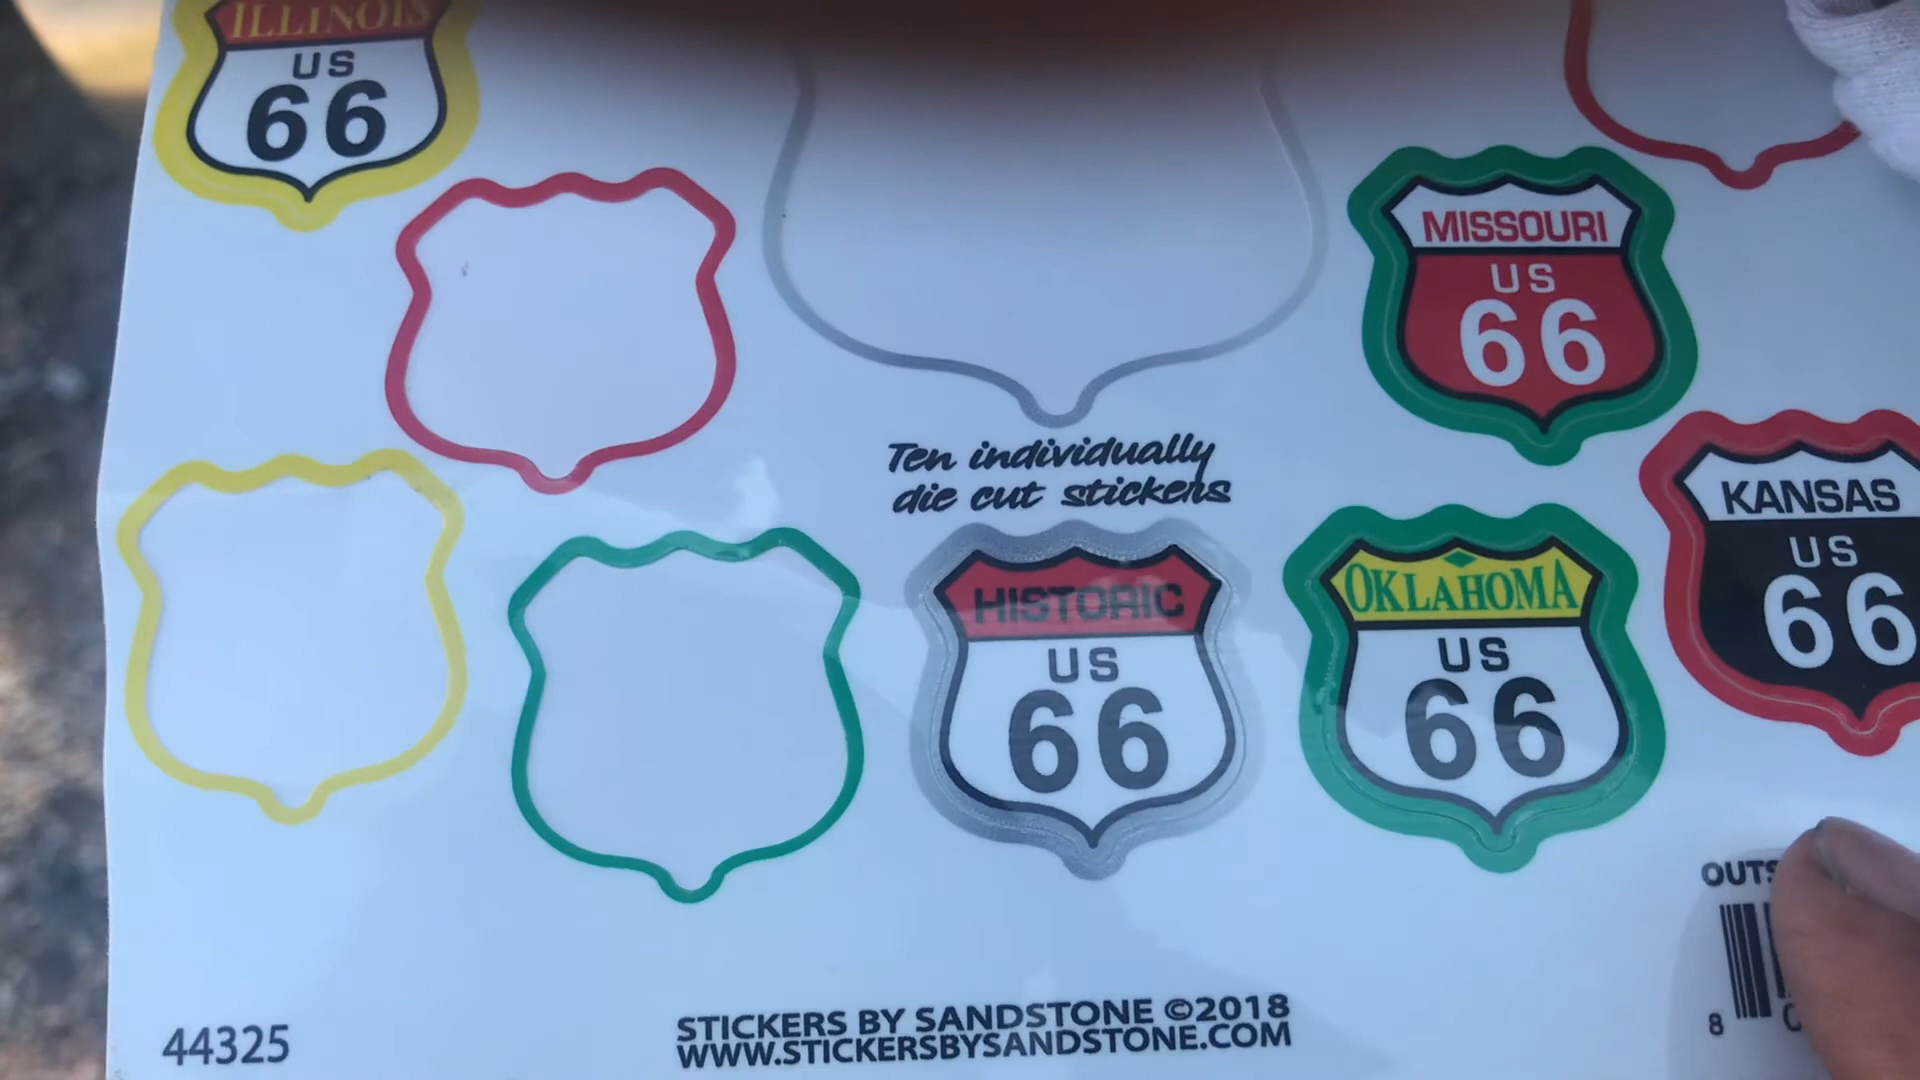 ILLINOIS
US
66
MISSOURI
US
66
Ten individually
die cut stickers
KANSAS
US
66
HISTORIC
US
66
OKLAHOMA
US
66
8
44325
STICKERS BY SANDSTONE ©2018
WWW.STICKERSBYSANDSTONE.COM